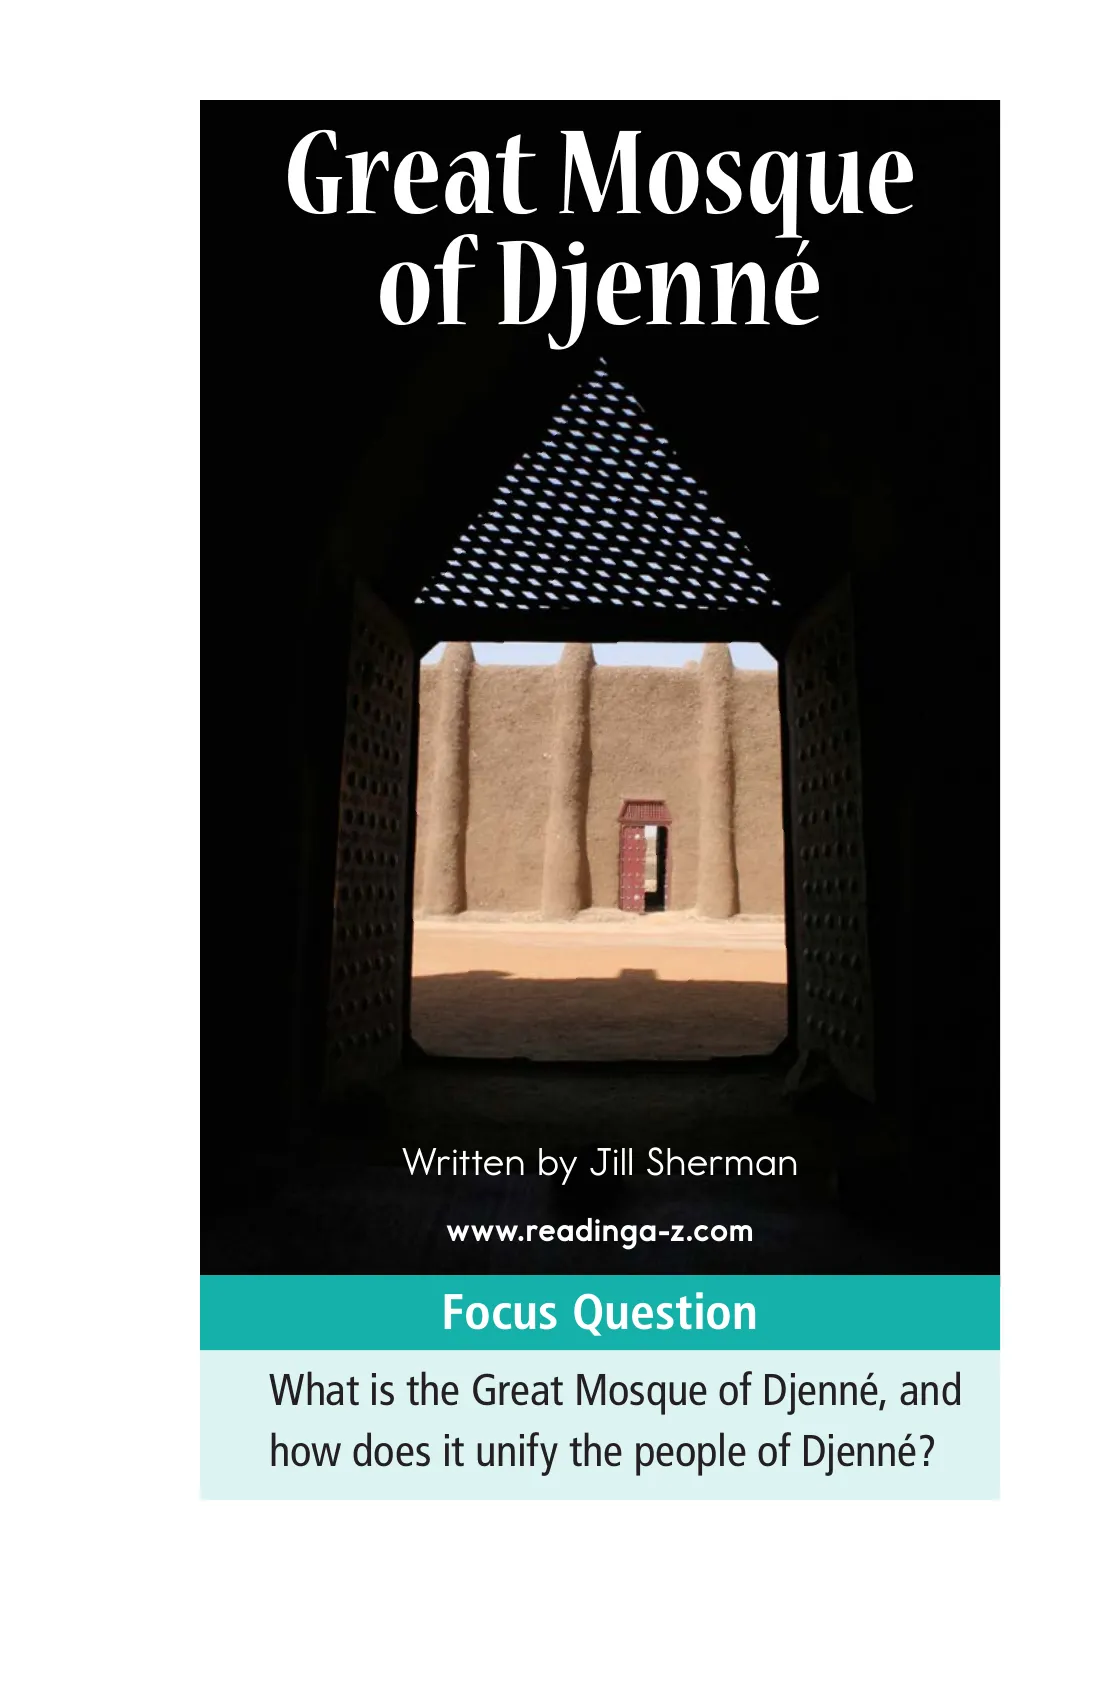 Great Mosque
of Djenné
Written by Jill Sherman
www.readinga-z.com
Focus Question
What is the Great Mosque of Djenné, and
how does it unify the people of Djenné?